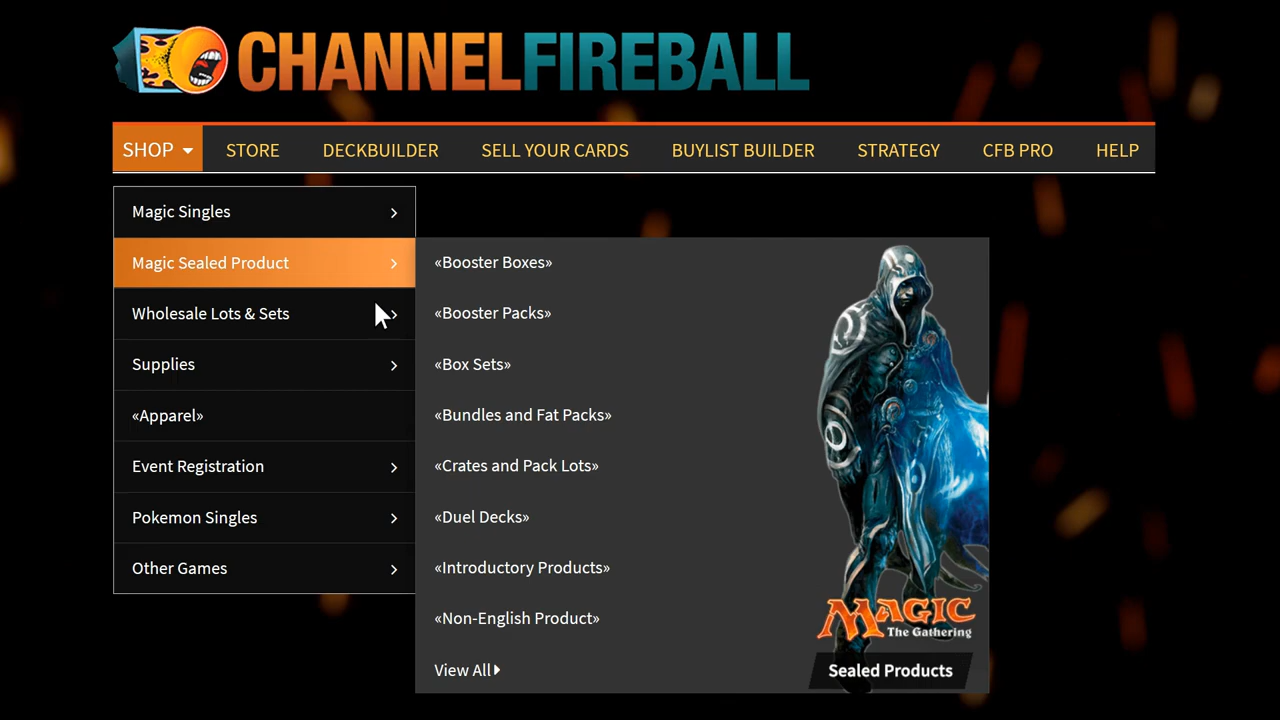 CHANNELFIREBALL
SHOP
STORE
DECKBUILDER
SELL YOUR CARDS
BUYLIST BUILDER
STRATEGY
CFB PRO
HELP
Magic Singles
Magic Sealed Product
Wholesale Lots & Sets
Supplies
«Apparel»
Event Registration
Pokemon Singles
Other Games
«Booster Boxes»
«Booster Packs»
«Box Sets»
«Bundles and Fat Packs»
«Crates and Pack Lots»
«Duel Decks»
«Introductory Products»
«Non-English Product»
View All
MAGIC
The Gathering
Sealed Products